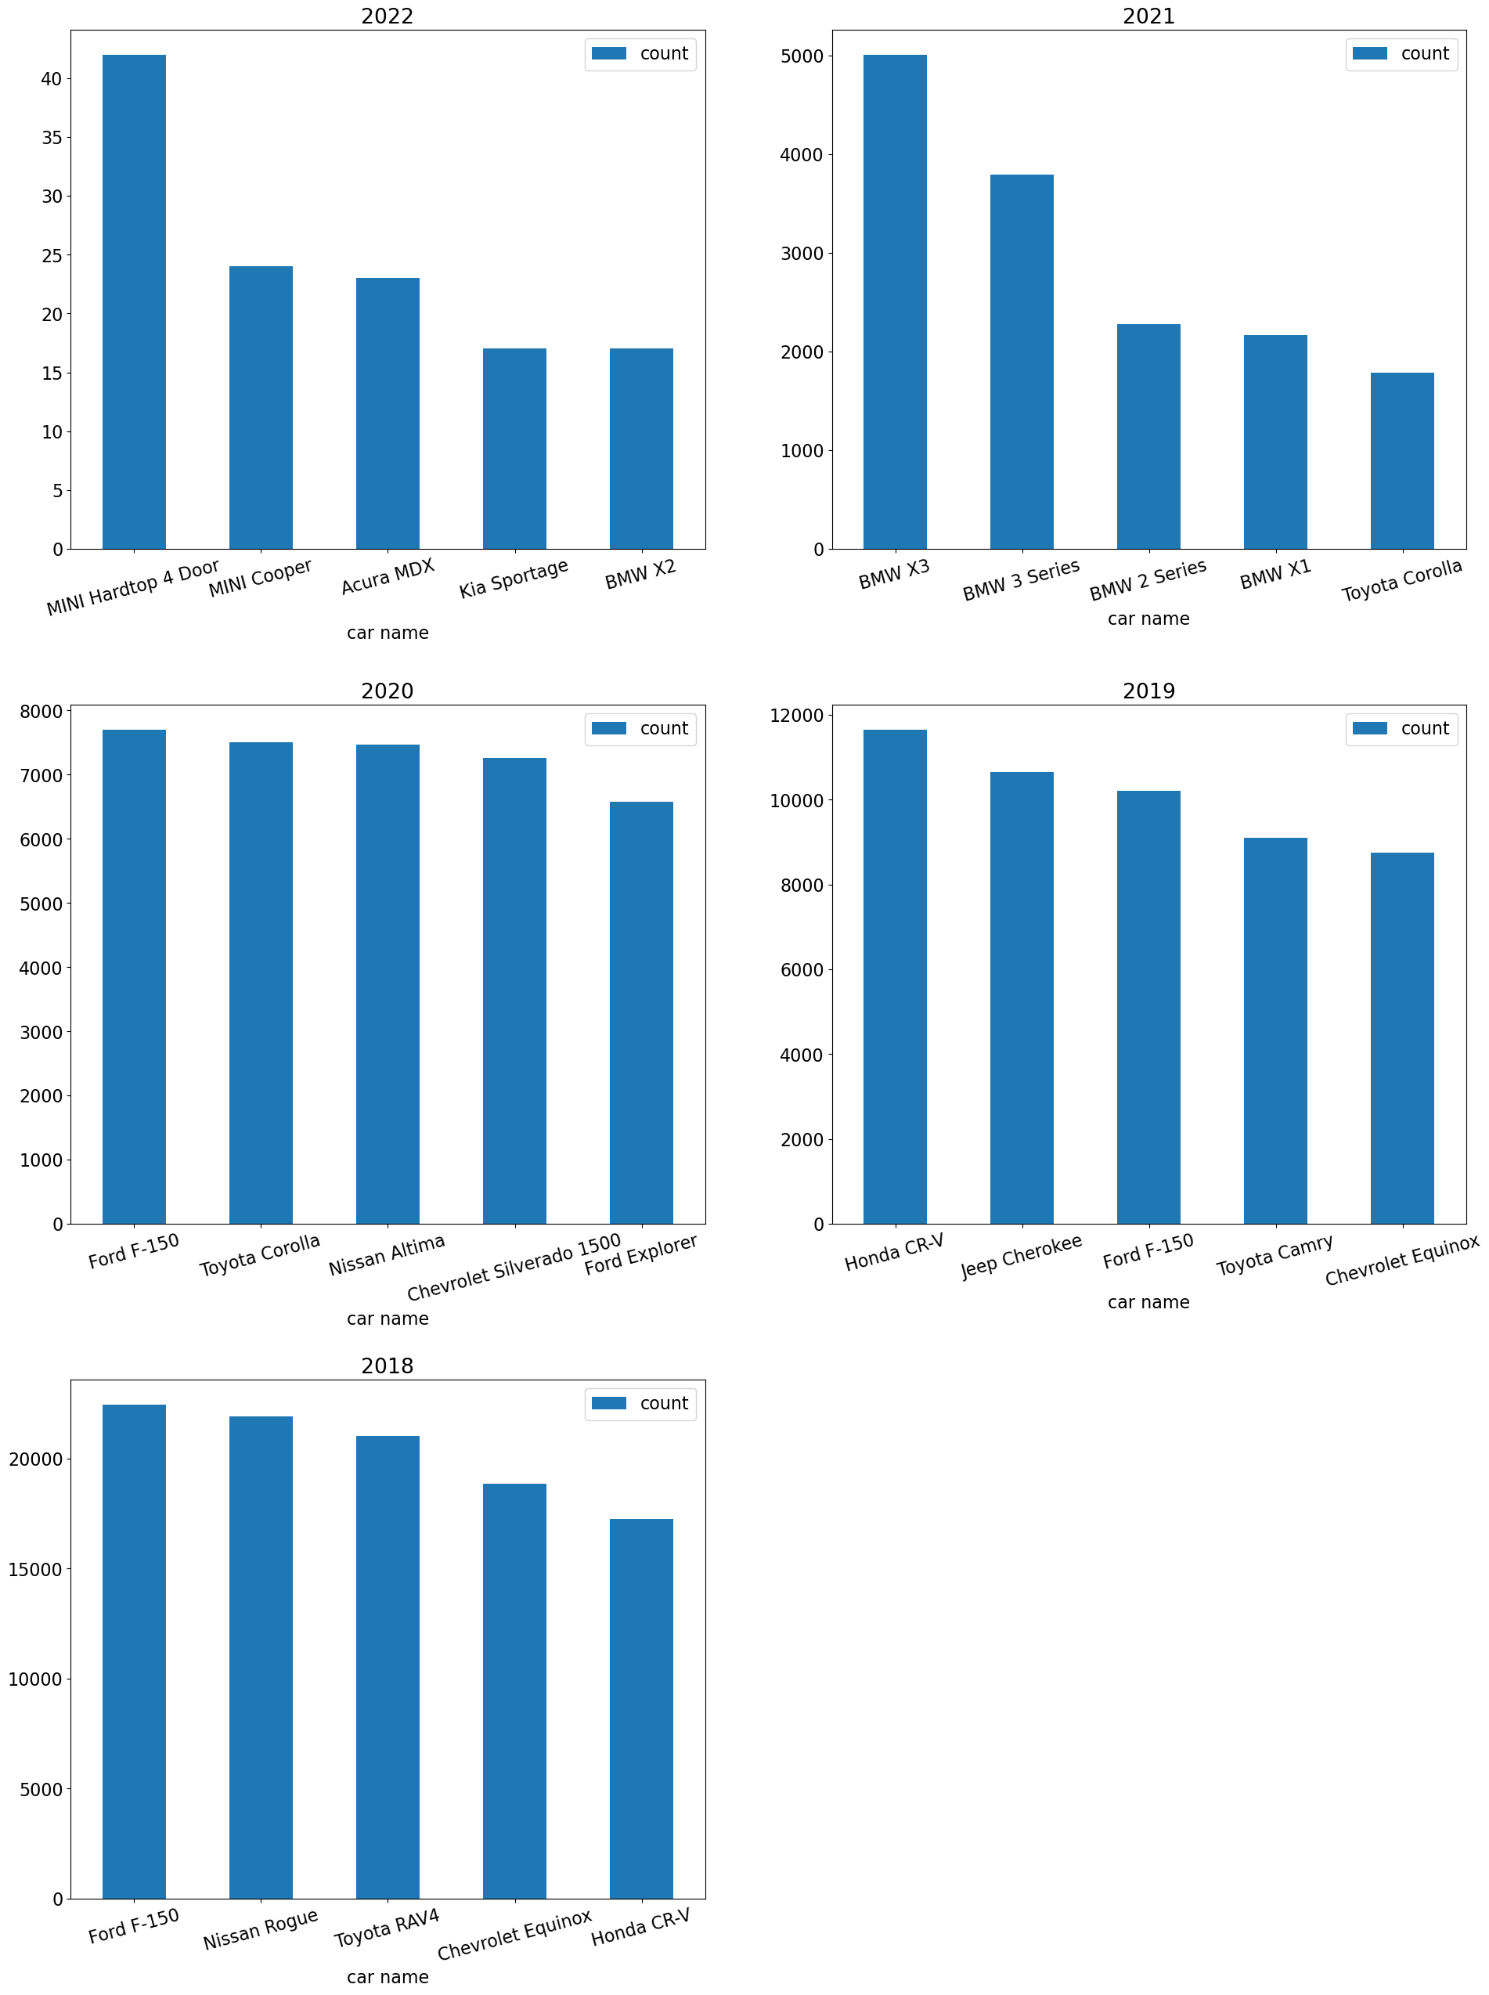 2022
count
40
35
30
25
20
15
10
5
0
MINI Hardtop 4 Door
MINI Cooper
Acura MDX
Kia Sportage
BMW X2
car name
2021
count
5000
4000
3000
2000
1000
0
BMW X3
BMW 3 Series
BMW 2 Series
BMW X1
Toyota Corolla
car name
2020
count
8000
7000
6000
5000
4000
3000
2000
1000
0
Ford F-150
Toyota Corolla
Nissan Altima
Chevrolet Silverado 1500
Ford Explorer
car name
2019
count
12000
10000
8000
6000
4000
2000
0
Honda CR-V
Jeep Cherokee
Ford F-150
Toyota Camry
Chevrolet Equinox
car name
2018
count
20000
15000
10000
5000
0
Ford F-150
Nissan Rogue
Toyota RAV4
Chevrolet Equinox
Honda CR-V
car name